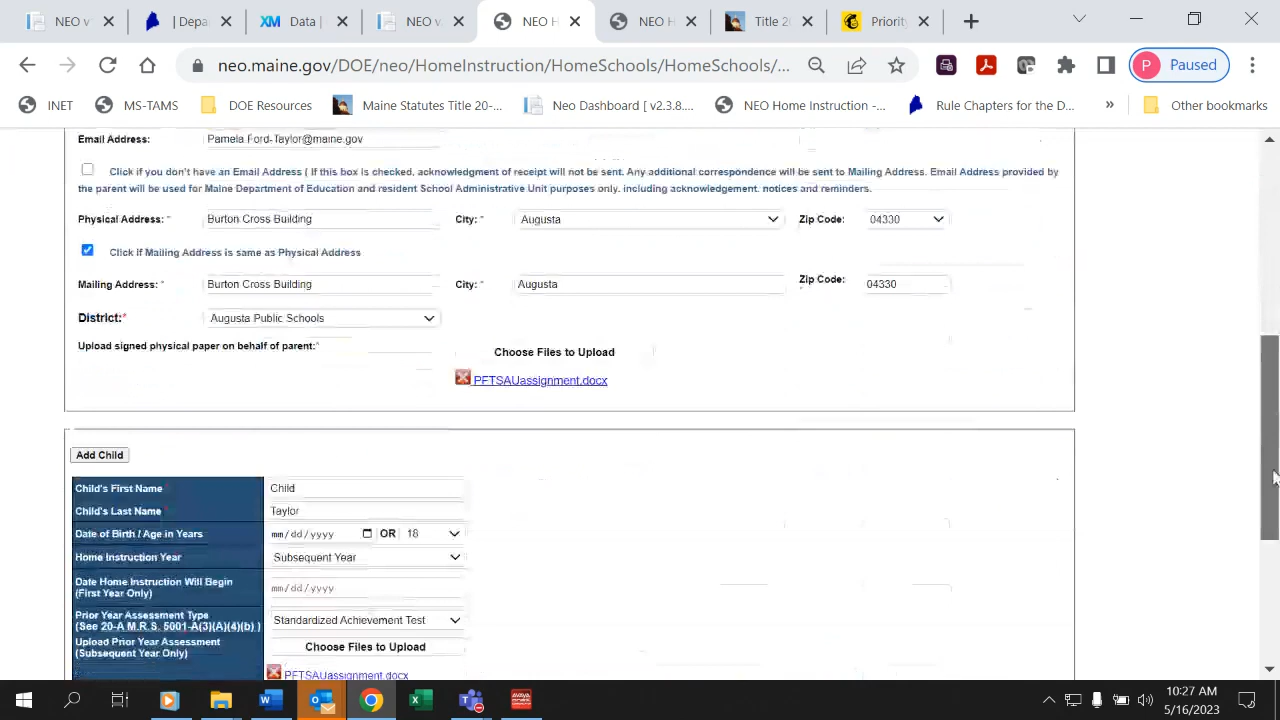 NEO v
| Depa
XM Data |
NEO v
NEO H
NEO H
Title 20
Priorit
neo.maine.gov/DOE/neo/HomeInstruction/HomeSchools/HomeSchools/...
P Paused
INET
MS-TAMS
DOE Resources
Maine Statutes Title 20-...
Neo Dashboard [ v2.3.8....
NEO Home Instruction -...
Rule Chapters for the D...
»
Other bookmarks
Email Address: Pamela Ford-Taylor@maine.gov
Click if you don't have an Email Address ( If this box is checked, acknowledgment of receipt will not be sent. Any additional correspondence will be sent to Mailing Address. Email Address provided by
the parent will be used for Maine Department of Education and resident School Administrative Unit purposes only, including acknowledgement, notices and reminders.
Physical Address: * Burton Cross Building City: * Augusta Zip Code: 04330
Click If Mailing Address is same as Physical Address
Mailing Address: * Burton Cross Building City: * Augusta Zip Code: * 04330
District:* Augusta Public Schools
Upload signed physical paper on behalf of parent:*
Choose Files to Upload
PFTSAUassignment.docx
Add Child
Child's First Name Child
Child's Last Name Taylor
Date of Birth / Age in Years mm/dd/yyyy OR 18
Home Instruction Year Subsequent Year
Date Home Instruction Will Begin
(First Year Only) mm/dd/yyyy
Prior Year Assessment Type
(See 20-A M.R.S. 5001-A(3)(A)(4)(b) ) Standardized Achievement Test
Upload Prior Year Assessment
(Subsequent Year Only) Choose Files to Upload
PFTSAUassignment.docx
10:27 AM
5/16/2023